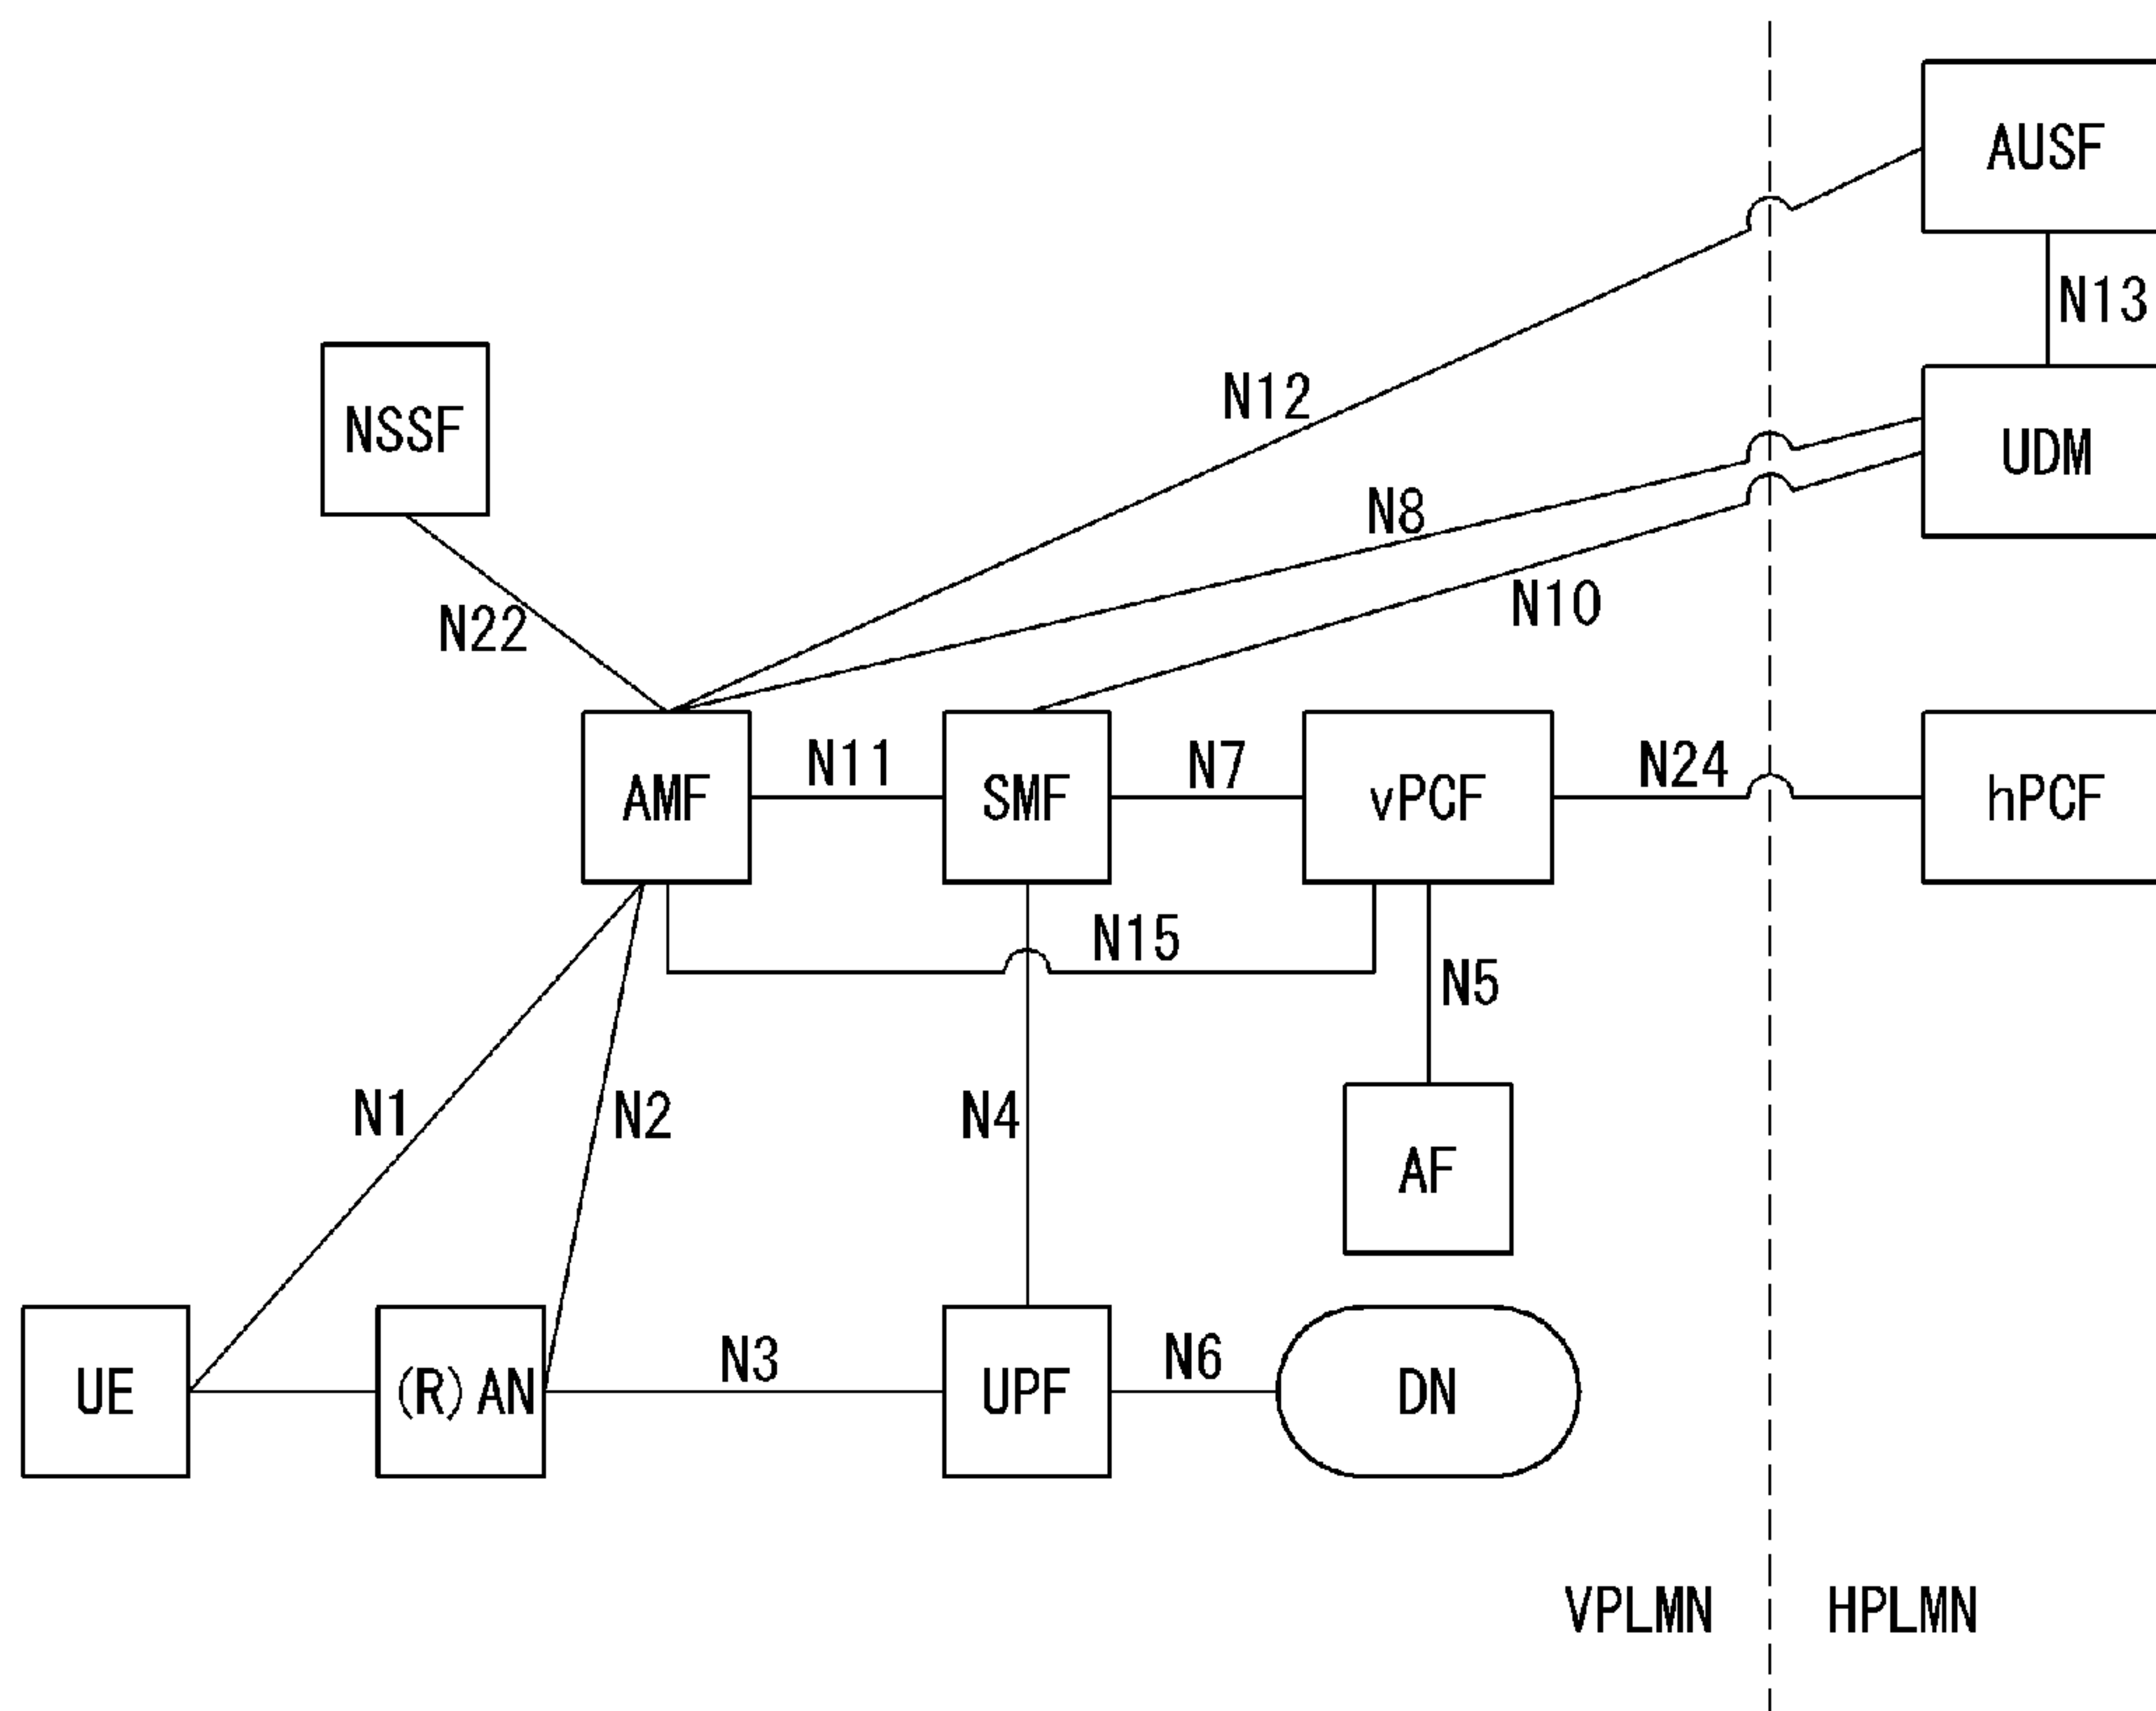 AUSF
N13
N12
NSSF
UDM
N8
N10
N22
N11
N7
N24
AMF
SMF
vPCF
hPCF
N15
N5
N1
N2
N4
AF
N3
N6
UE
(R) AN
UPF
DN
VPLMN
HPLMN